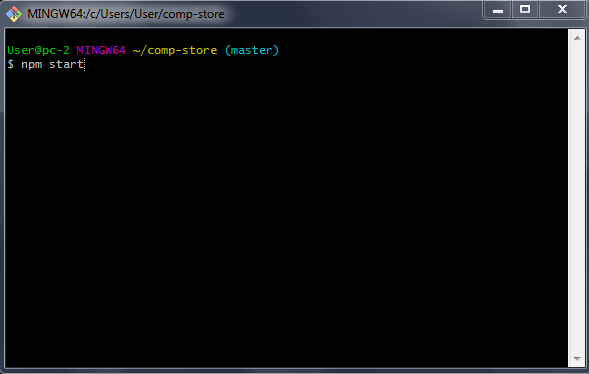 MINGW64:/c/Users/User/comp-store
User@pc-2 MINGW64 ~/comp-store (master)
$ npm start